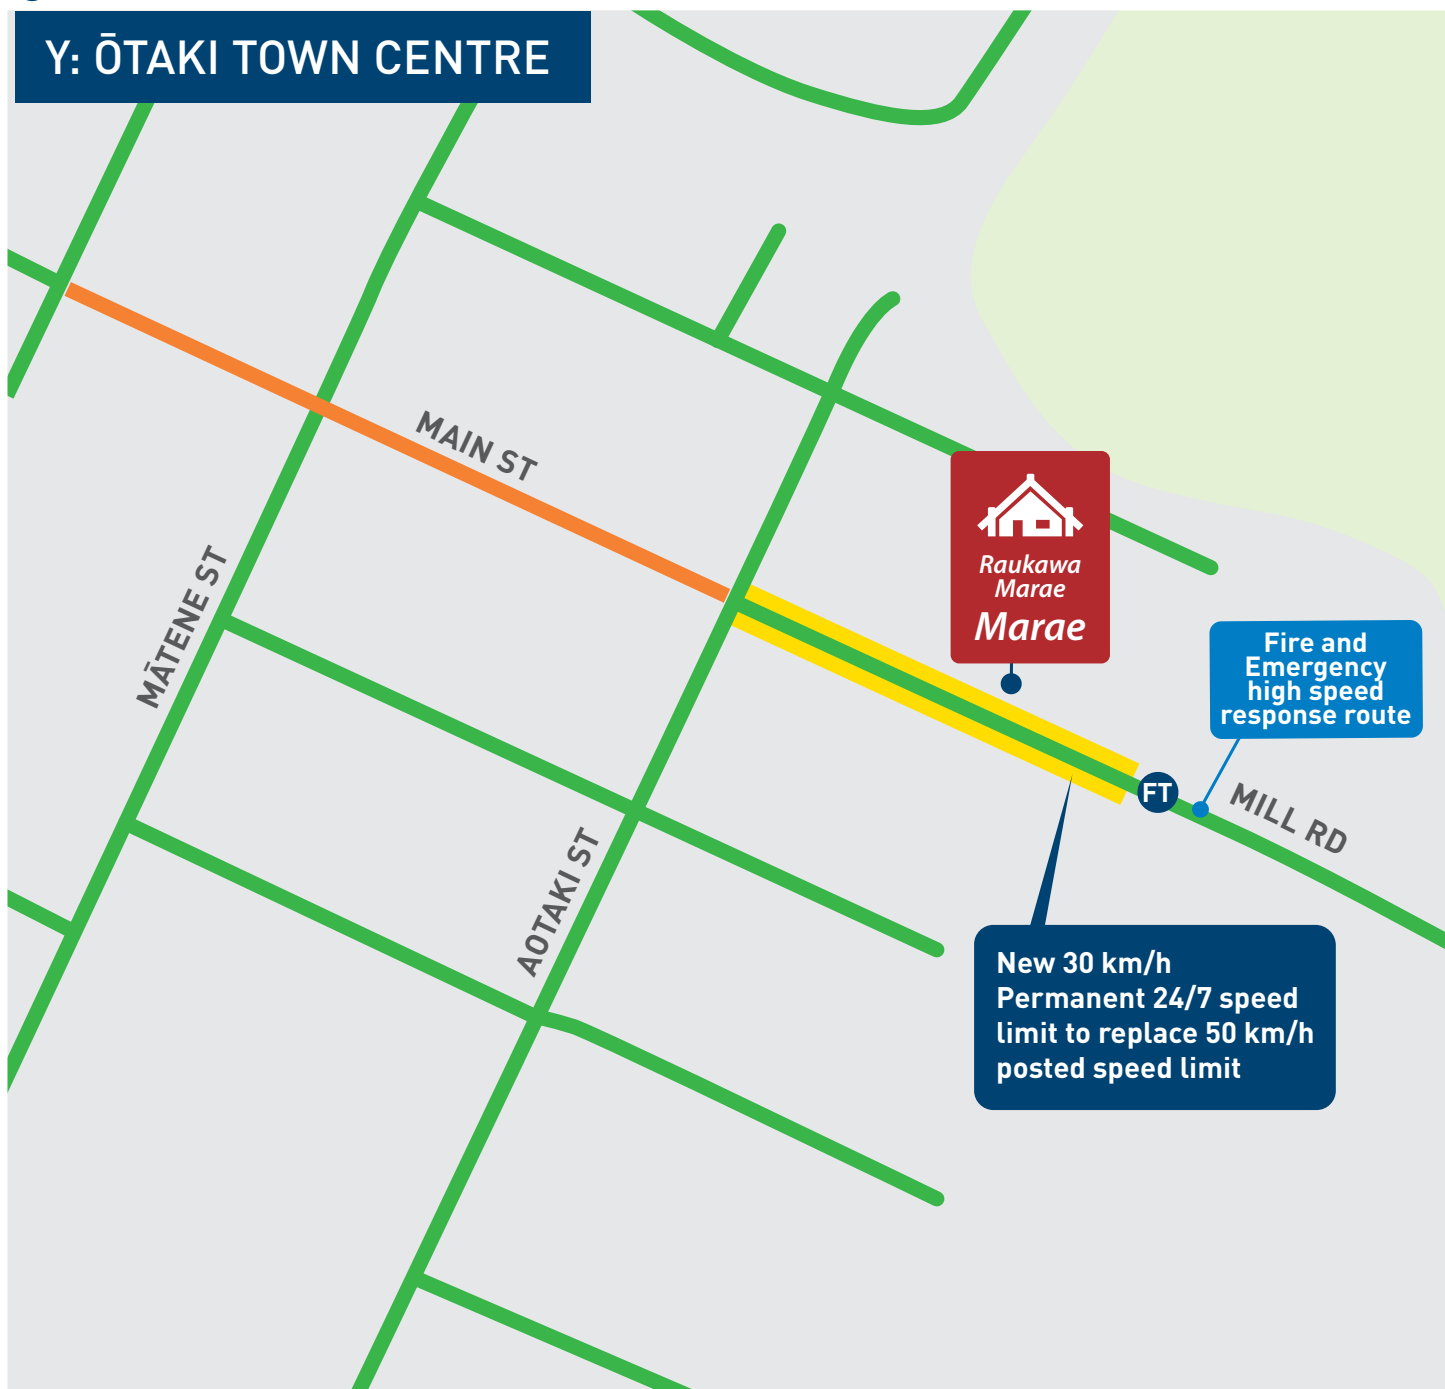 Y: ŌTAKI TOWN CENTRE
MAIN ST
MĀTENE ST
Raukawa
Marae
Marae
Fire and
Emergency
high speed
response route
FT
MILL RD
AOTAKI ST
New 30 km/h
Permanent 24/7 speed
limit to replace 50 km/h
posted speed limit